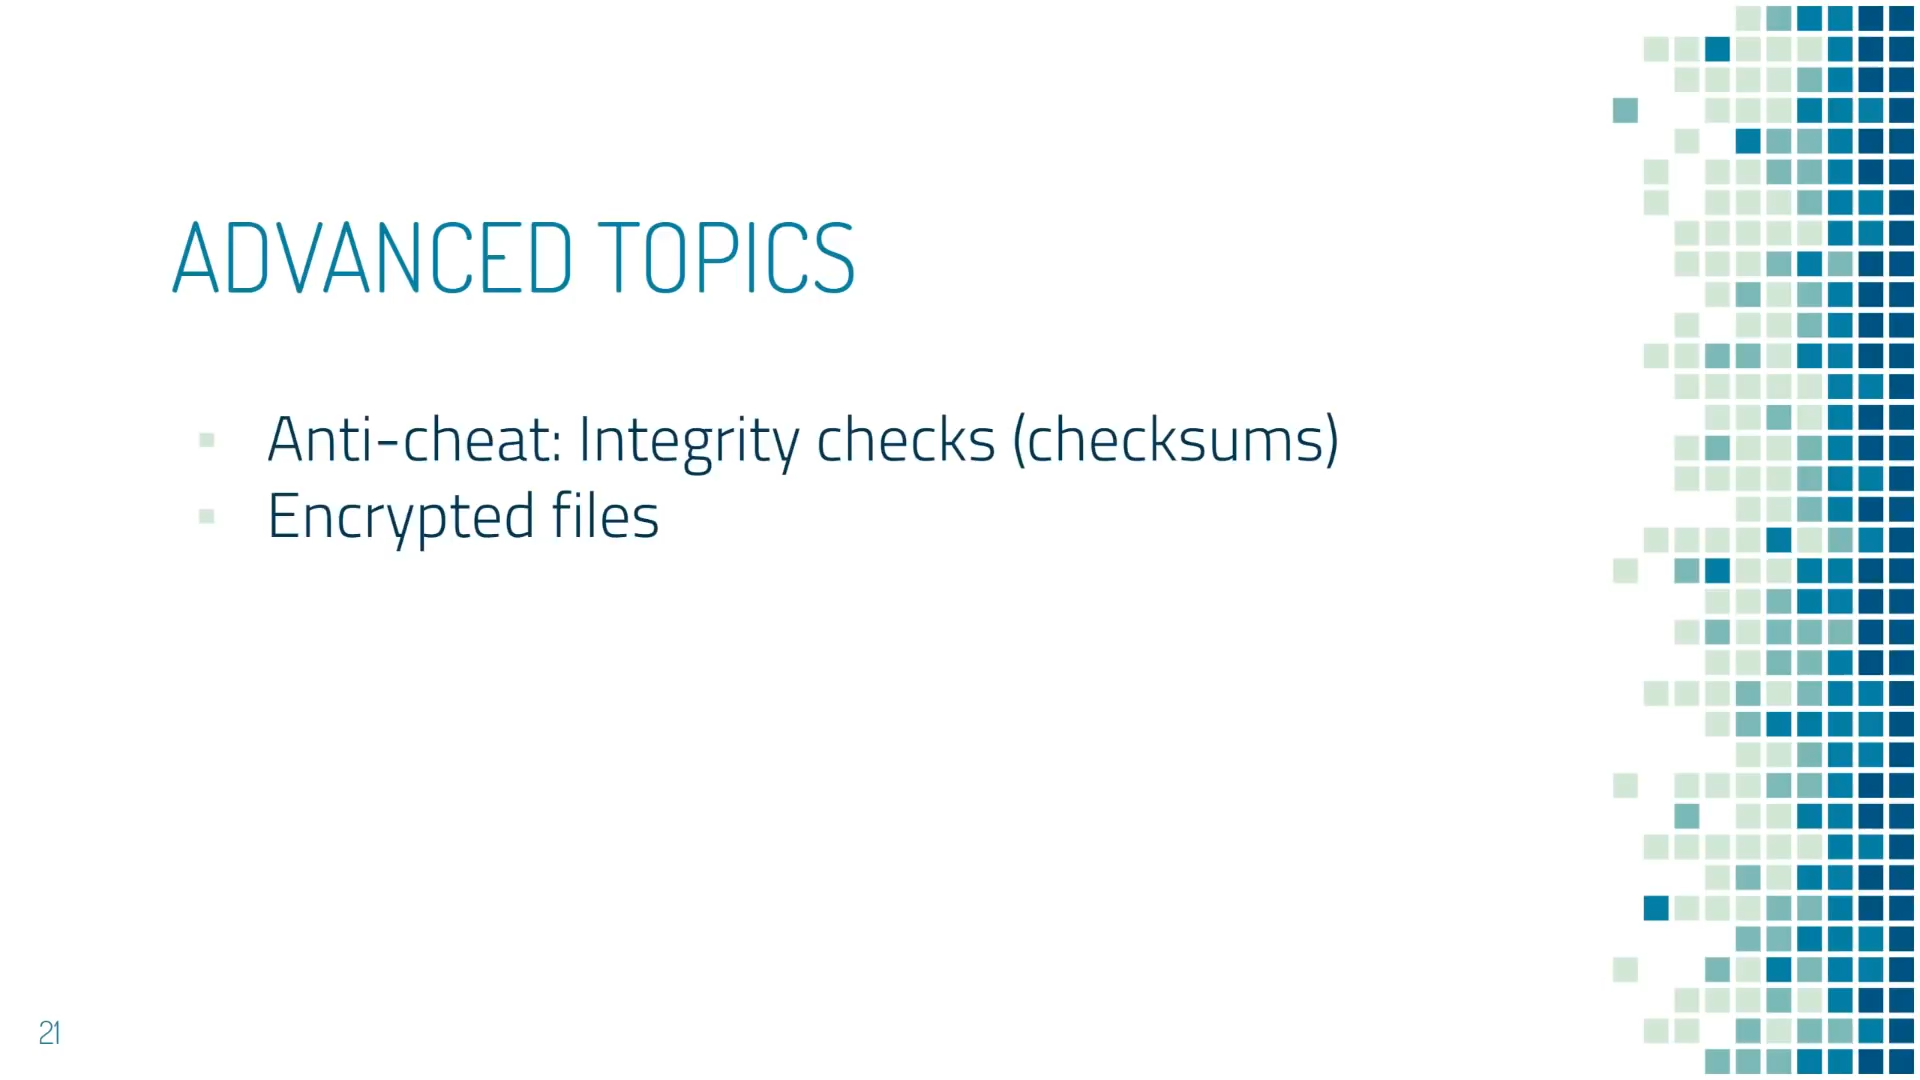 ADVANCED TOPICS
Anti-cheat: Integrity checks (checksums)
Encrypted files
21